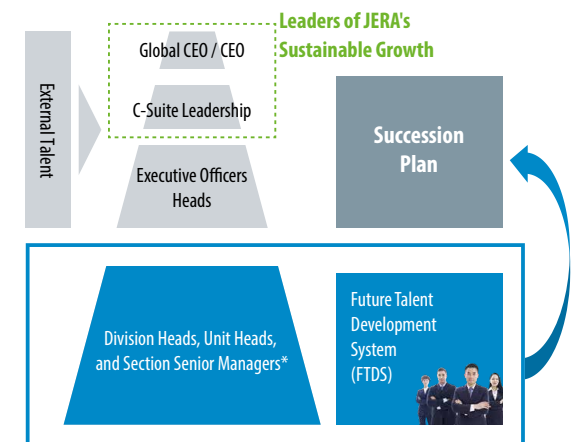 Leaders of JERA's
Sustainable Growth
Global CEO / CEO
C-Suite Leadership
External Talent
Executive Officers
Heads
Succession
Plan
Division Heads, Unit Heads,
and Section Senior Managers*
Future Talent
Development
System
(FTDS)